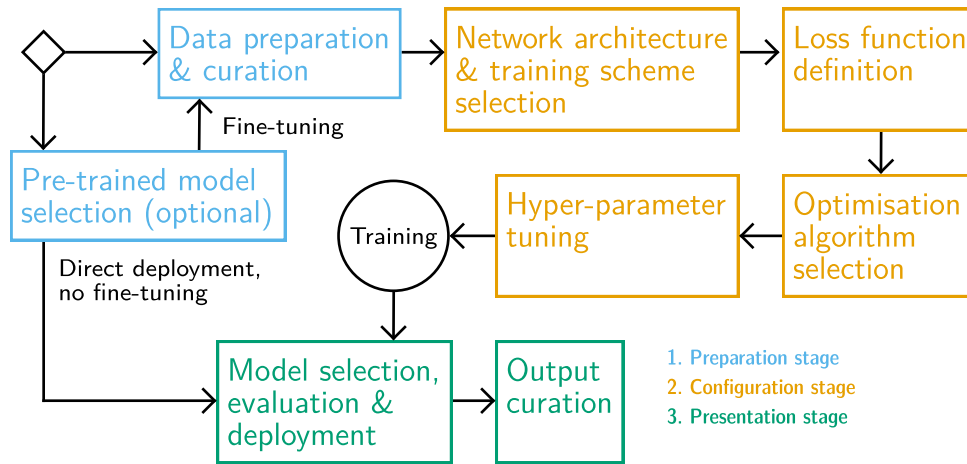 Data preparation
& curation
Network architecture
& training scheme
selection
Loss function
definition
Fine-tuning
Pre-trained model
selection (optional)
Training
Hyper-parameter
tuning
Optimisation
algorithm
selection
Direct deployment,
no fine-tuning
Model selection,
evaluation &
deployment
Output
curation
1. Preparation stage
2. Configuration stage
3. Presentation stage